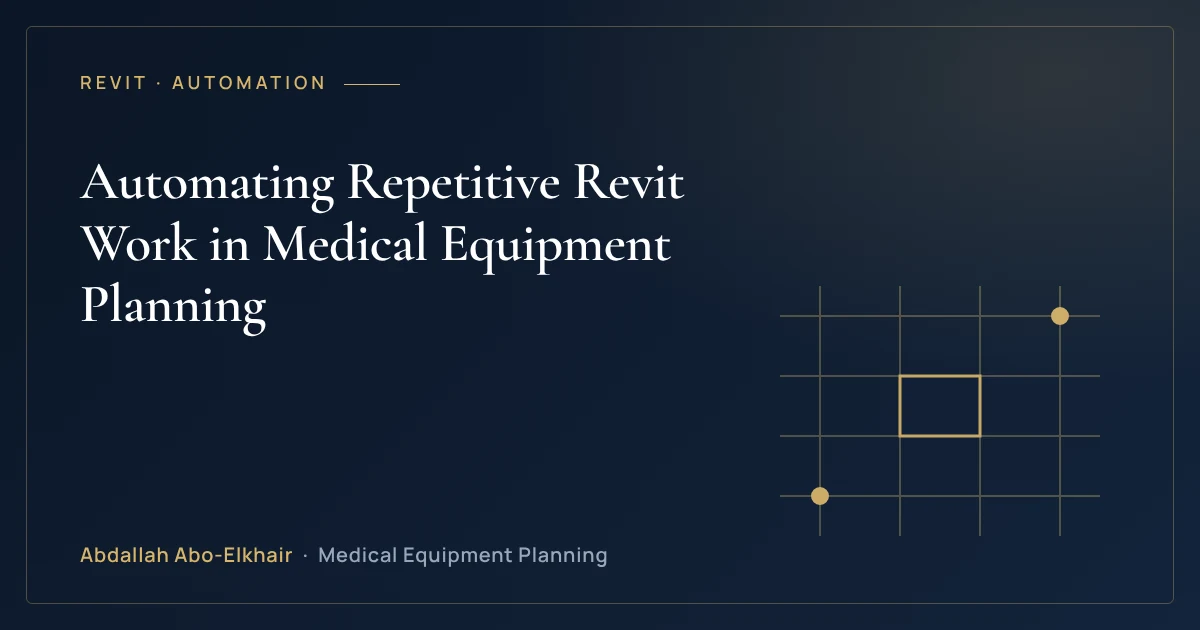 REVIT · AUTOMATION
Automating Repetitive Revit
Work in Medical Equipment
Planning
Abdallah Abo-Elkhair · Medical Equipment Planning